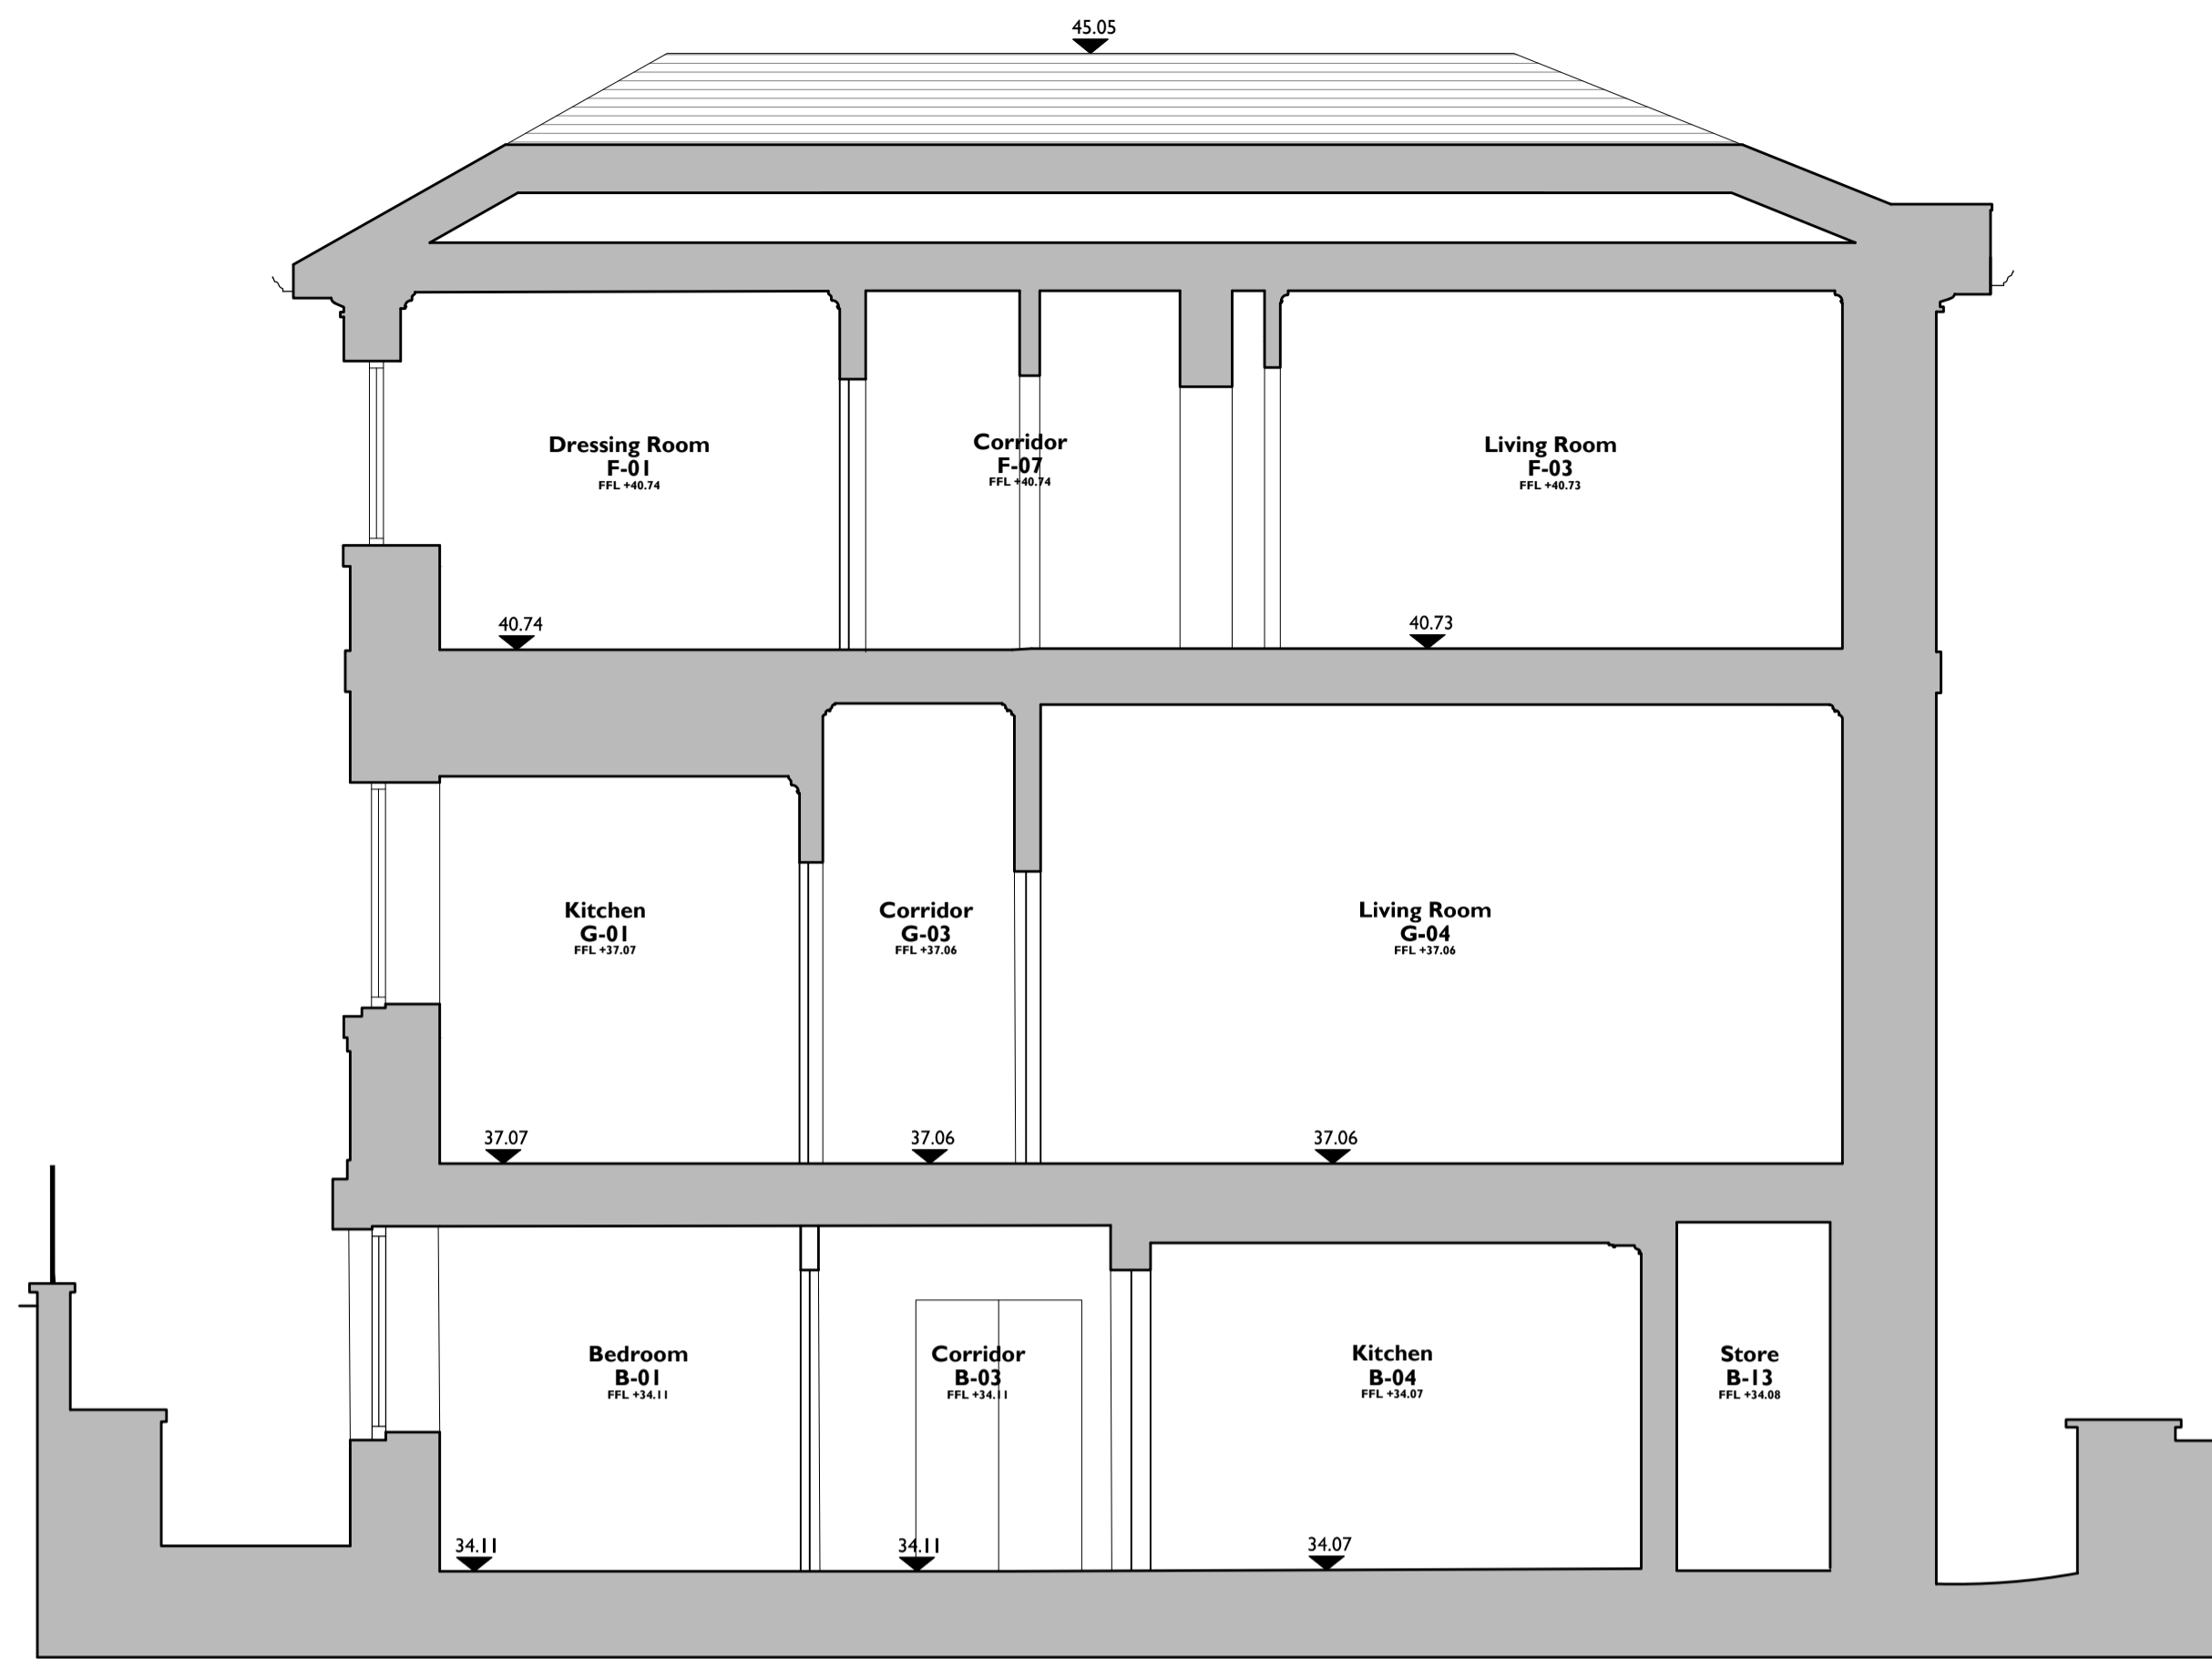 45.05
Dressing Room
F-01
FFL +40.74
Corridor
F-07
FFL +40.74
Living Room
F-03
FFL +40.73
40.74
40.73
Kitchen
G-01
FFL +37.07
Corridor
G-03
FFL +37.06
Living Room
G-04
FFL +37.06
37.07
37.06
37.06
Bedroom
B-01
FFL +34.11
Corridor
B-03
FFL +34.11
Kitchen
B-04
FFL +34.07
Store
B-13
FFL +34.08
34.11
34.11
34.07